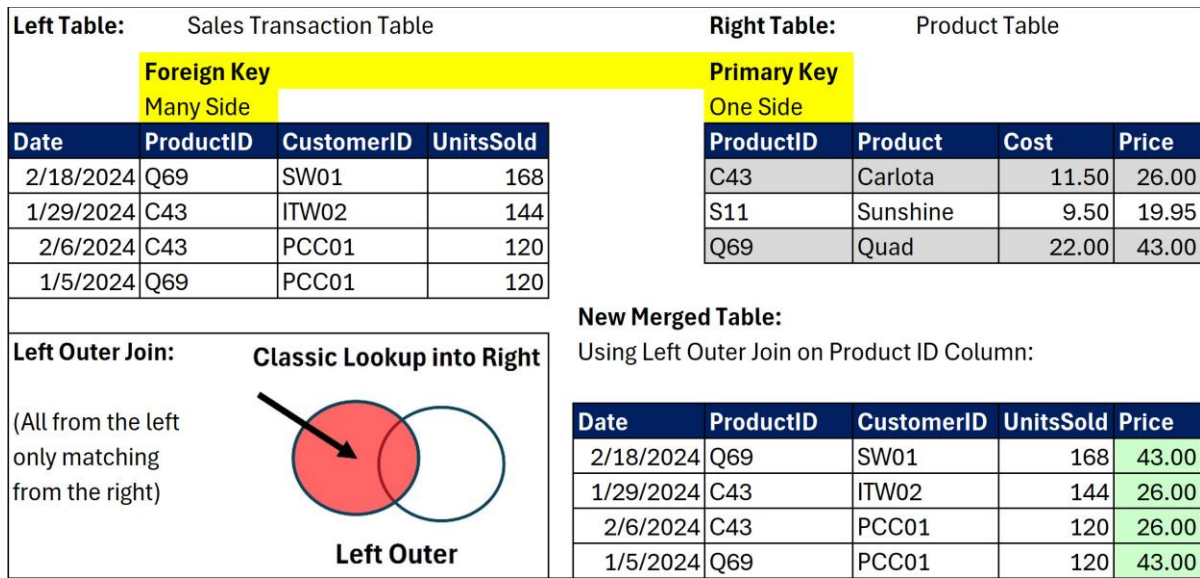 Left Table: Sales Transaction Table
Right Table: Product Table
Foreign Key
Many Side
Primary Key
One Side
Date ProductID CustomerID UnitsSold
2/18/2024 Q69 SW01 168
1/29/2024 C43 ITW02 144
2/6/2024 C43 PCC01 120
1/5/2024 Q69 PCC01 120
ProductID Product Cost Price
C43 Carlota 11.50 26.00
S11 Sunshine 9.50 19.95
Q69 Quad 22.00 43.00
Left Outer Join:
(All from the left
only matching
from the right)
Classic Lookup into Right
Left Outer
New Merged Table:
Using Left Outer Join on Product ID Column:
Date ProductID CustomerID UnitsSold Price
2/18/2024 Q69 SW01 168 43.00
1/29/2024 C43 ITW02 144 26.00
2/6/2024 C43 PCC01 120 26.00
1/5/2024 Q69 PCC01 120 43.00